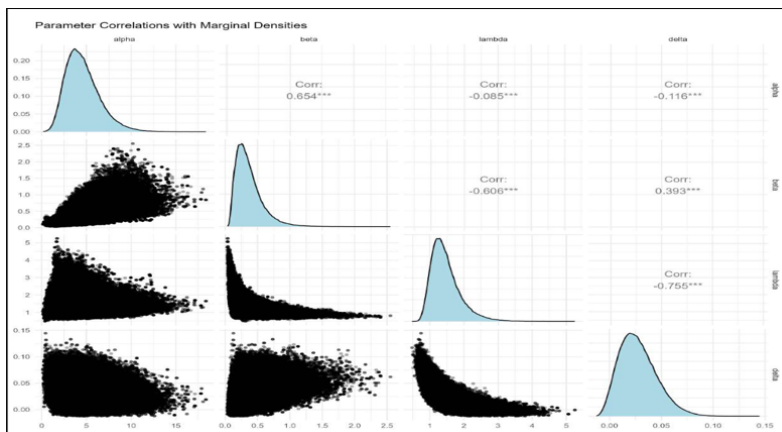 Parameter Correlations with Marginal Densities
alpha beta lambda delta
0.20
0.15
0.10
0.05
0.00
Corr:
0.654***
Corr:
-0.085***
Corr:
-0.116***
alpha
2.5
2.0
1.5
1.0
0.5
0.0
Corr:
-0.606***
Corr:
0.393***
beta
5
4
3
2
1
Corr:
-0.755***
lambda
0.15
0.10
0.05
0.00
delta
0 5 10 15 0.0 0.5 1.0 1.5 2.0 2.5 1 2 3 4 5 0.00 0.05 0.10 0.15